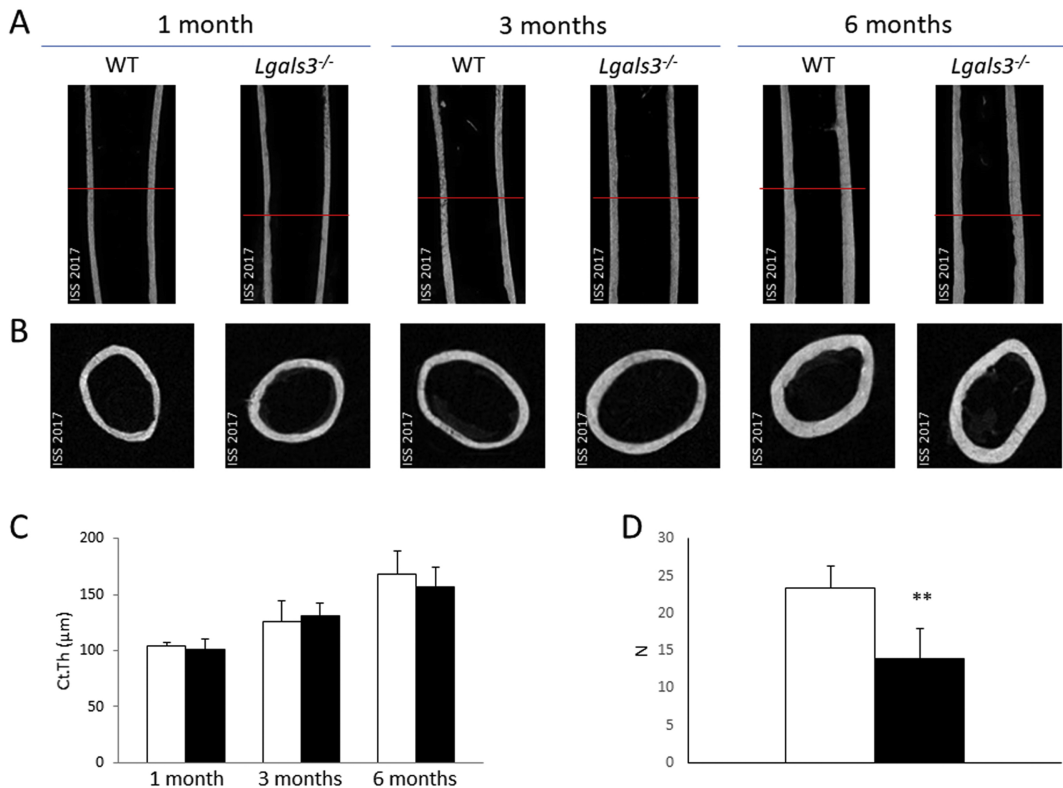 A
1 month
3 months
6 months
WT
Lgals3-/-
WT
Lgals3-/-
WT
Lgals3-/-
ISS 2017
ISS 2017
ISS 2017
ISS 2017
ISS 2017
ISS 2017
B
ISS 2017
ISS 2017
ISS 2017
ISS 2017
ISS 2017
ISS 2017
C
Ct.Th (µm)
200
150
100
50
0
1 month
3 months
6 months
D
N
30
25
20
15
10
5
0
**